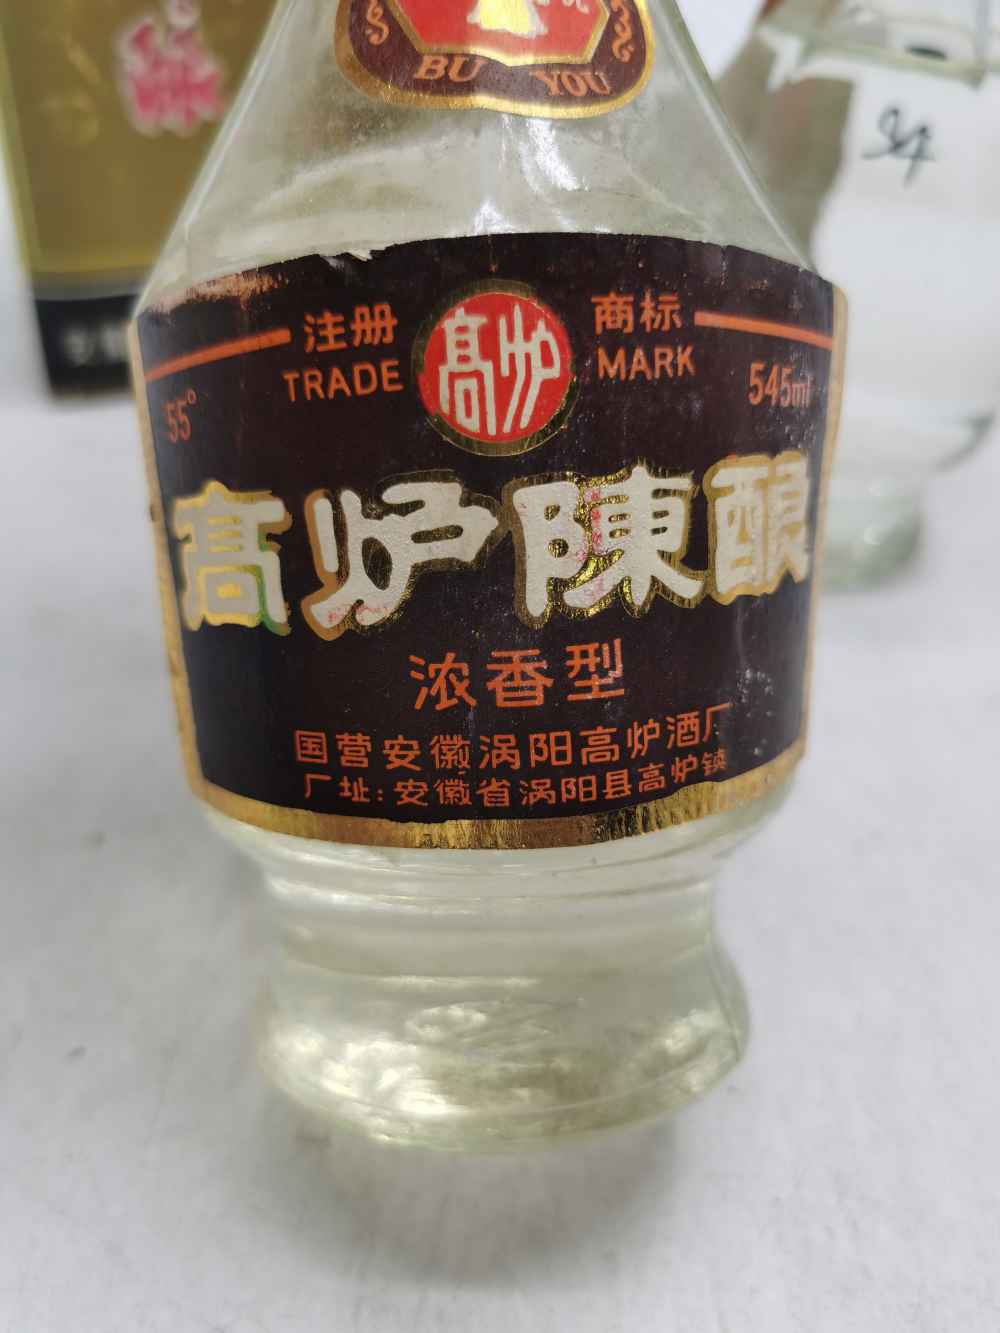 BU YOU
94
注册 高炉 商标
TRADE MARK
55° 545ml
高炉陳酿
浓香型
国营安徽涡阳高炉酒厂
厂址:安徽省涡阳县高炉镇